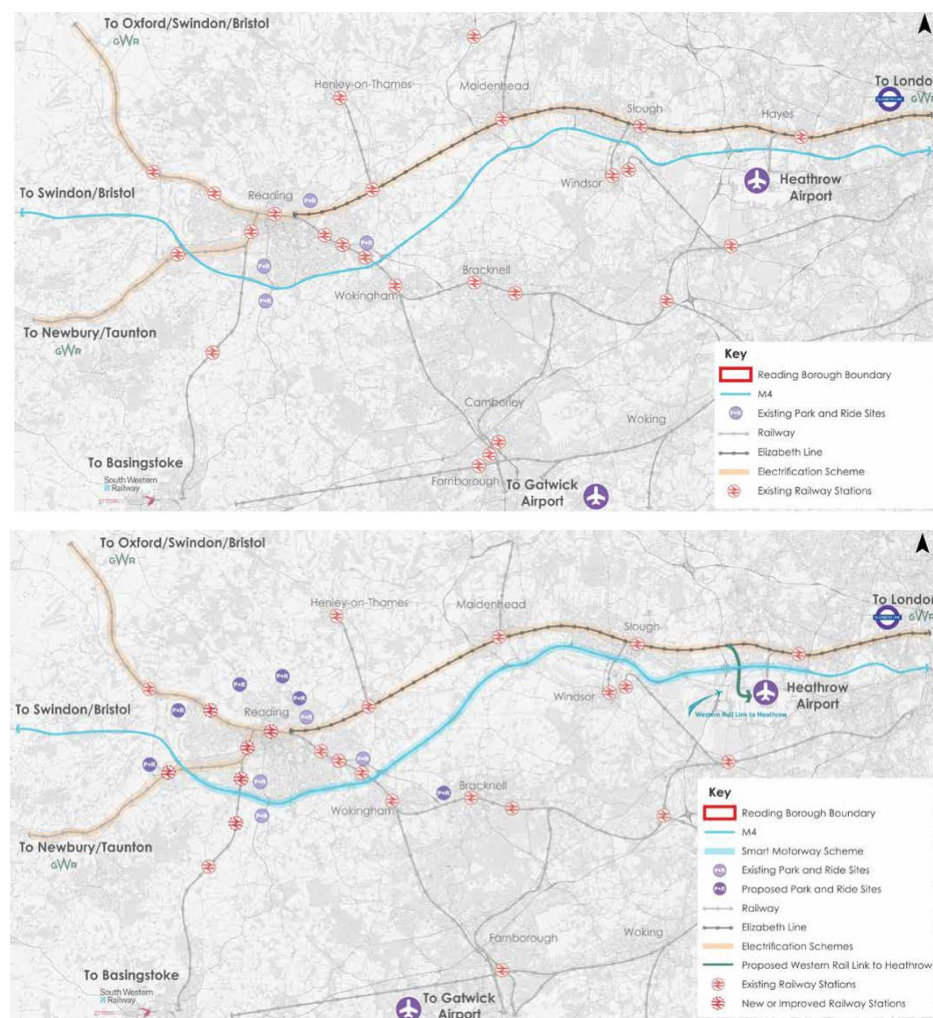 To Oxford/Swindon/Bristol
GWR
Henley-on-Thames
Maidenhead
To London
GWR
Slough
Hayes
To Swindon/Bristol
Reading
P+R
Windsor
Heathrow
Airport
P+R
P+R
P+R
Bracknell
Wokingham
To Newbury/Taunton
GWR
Key
Reading Borough Boundary
M4
P+R Existing Park and Ride Sites
Railway
Elizabeth Line
Electrification Scheme
Existing Railway Stations
Camberley
Woking
To Basingstoke
South Western
Railway
Farnborough
To Gatwick
Airport
To Oxford/Swindon/Bristol
GWR
Henley-on-Thames
Maidenhead
To London
GWR
Slough
P+R
P+R
P+R
P+R
To Swindon/Bristol
P+R
Reading
P+R
Windsor
Heathrow
Airport
Western Rail Link to Heathrow
P+R
P+R
P+R
P+R
Bracknell
P+R
Wokingham
To Newbury/Taunton
GWR
Key
Reading Borough Boundary
M4
Smart Motorway Scheme
P+R Existing Park and Ride Sites
P+R Proposed Park and Ride Sites
Railway
Elizabeth Line
Electrification Schemes
Proposed Western Rail Link to Heathrow
Existing Railway Stations
New or Improved Railway Stations
Farnborough
Woking
To Basingstoke
South Western
Railway
To Gatwick
Airport